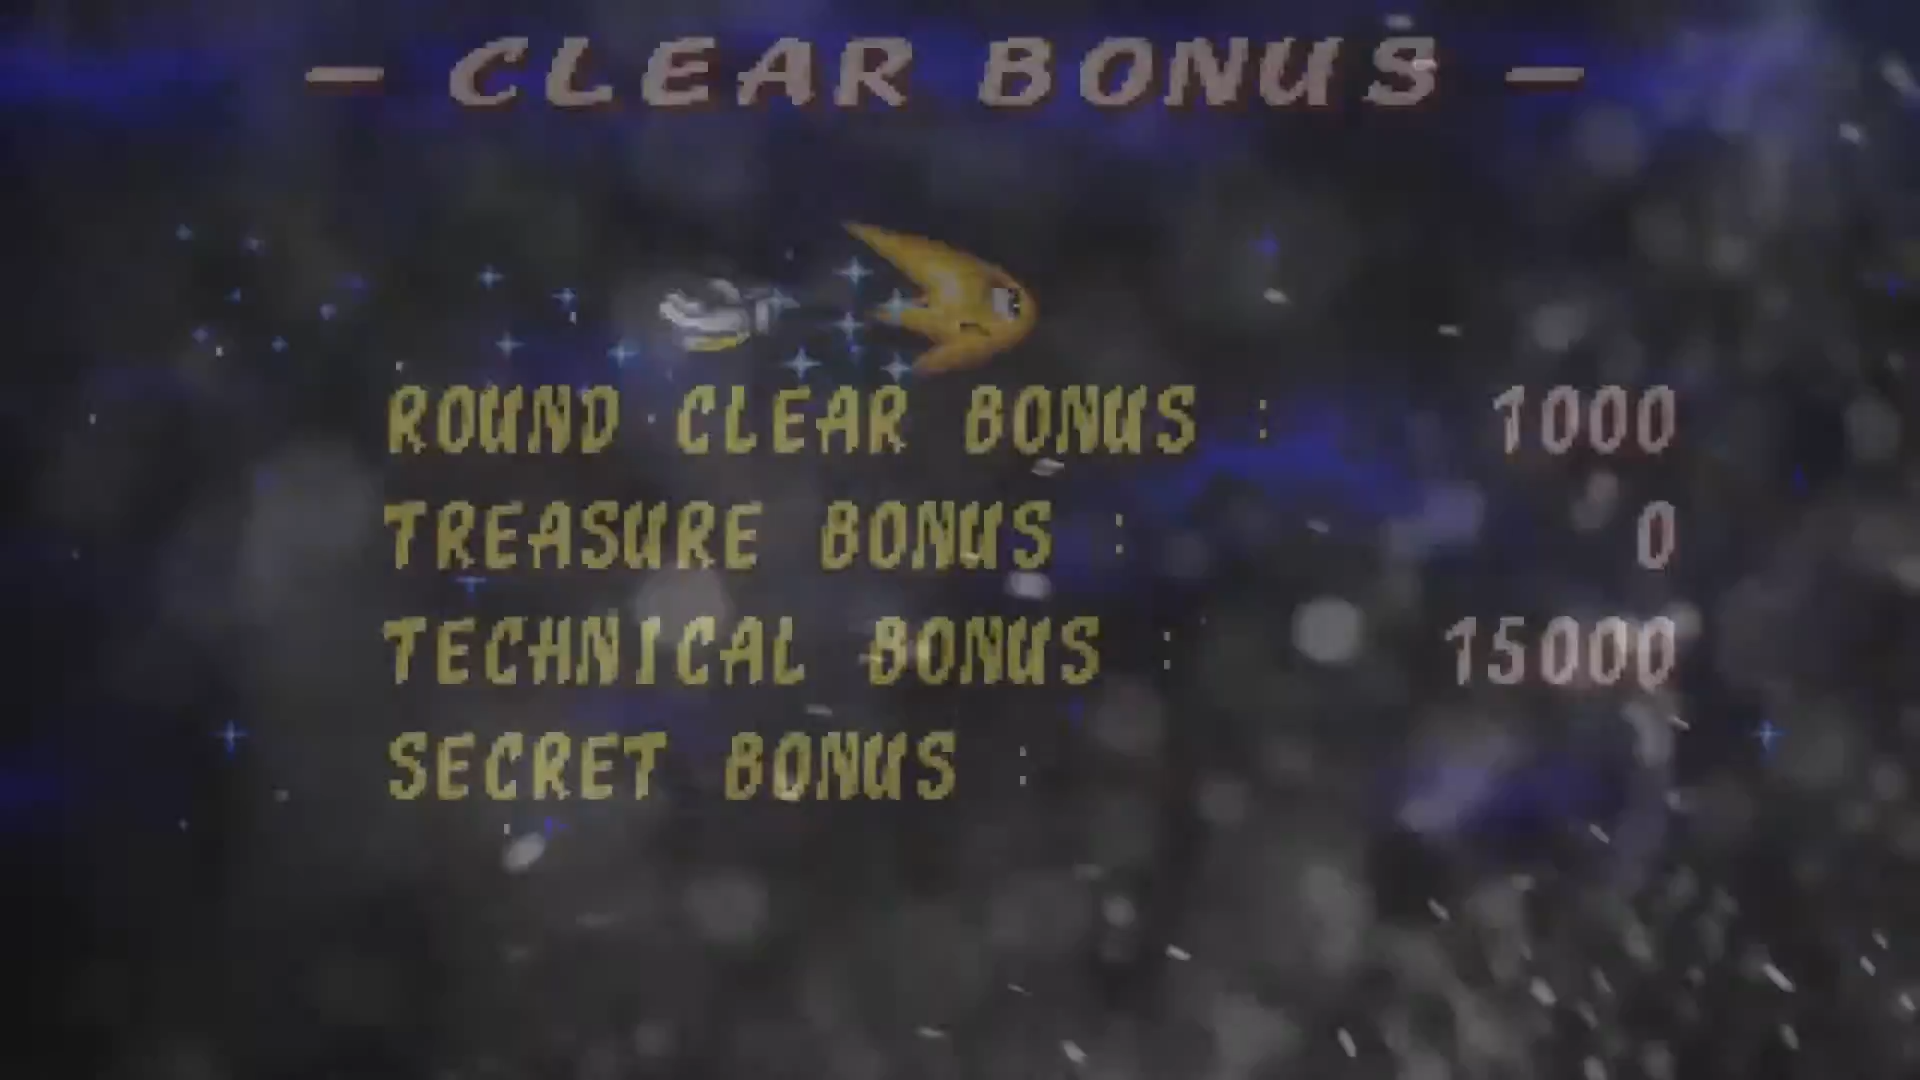 — CLEAR BONUS —
ROUND CLEAR BONUS : 1000
TREASURE BONUS : 0
TECHNICAL BONUS : 15000
SECRET BONUS :